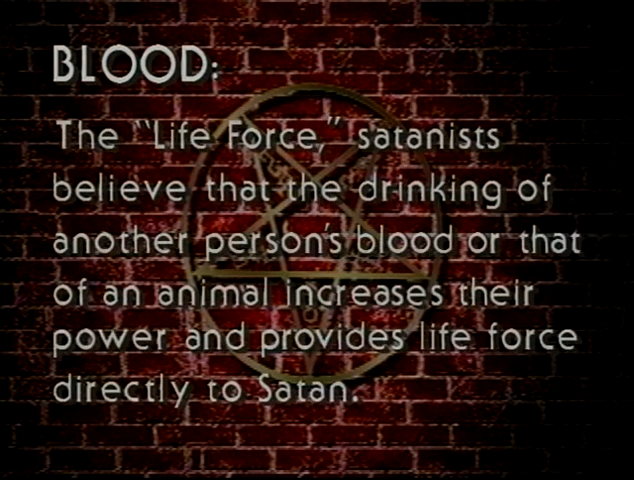 BLOOD:
The "Life Force," satanists
believe that the drinking of
another person's blood or that
of an animal increases their
power and provides life force
directly to Satan.